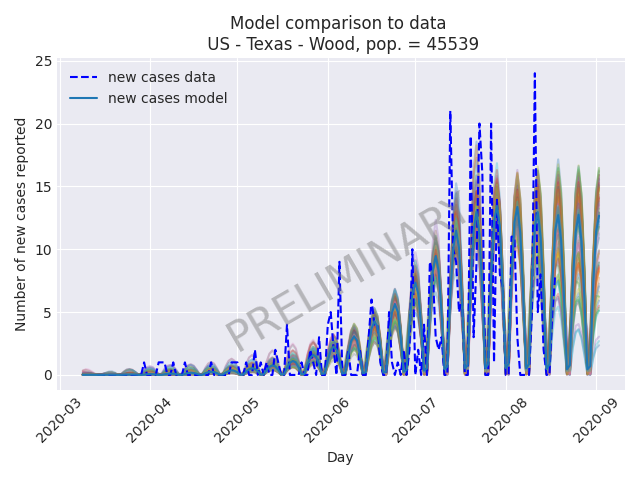 Model comparison to data
US - Texas - Wood, pop. = 45539
25
20
15
10
5
0
Number of new cases reported
new cases data
new cases model
PRELIMINARY
2020-03
2020-04
2020-05
2020-06
2020-07
2020-08
2020-09
Day